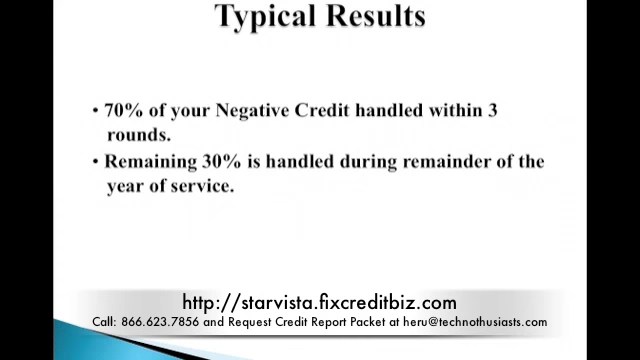 Typical Results
• 70% of your Negative Credit handled within 3
rounds.
• Remaining 30% is handled during remainder of the
year of service.
http://starvista.fixcreditbiz.com
Call: 866.623.7856 and Request Credit Report Packet at heru@technothusiasts.com